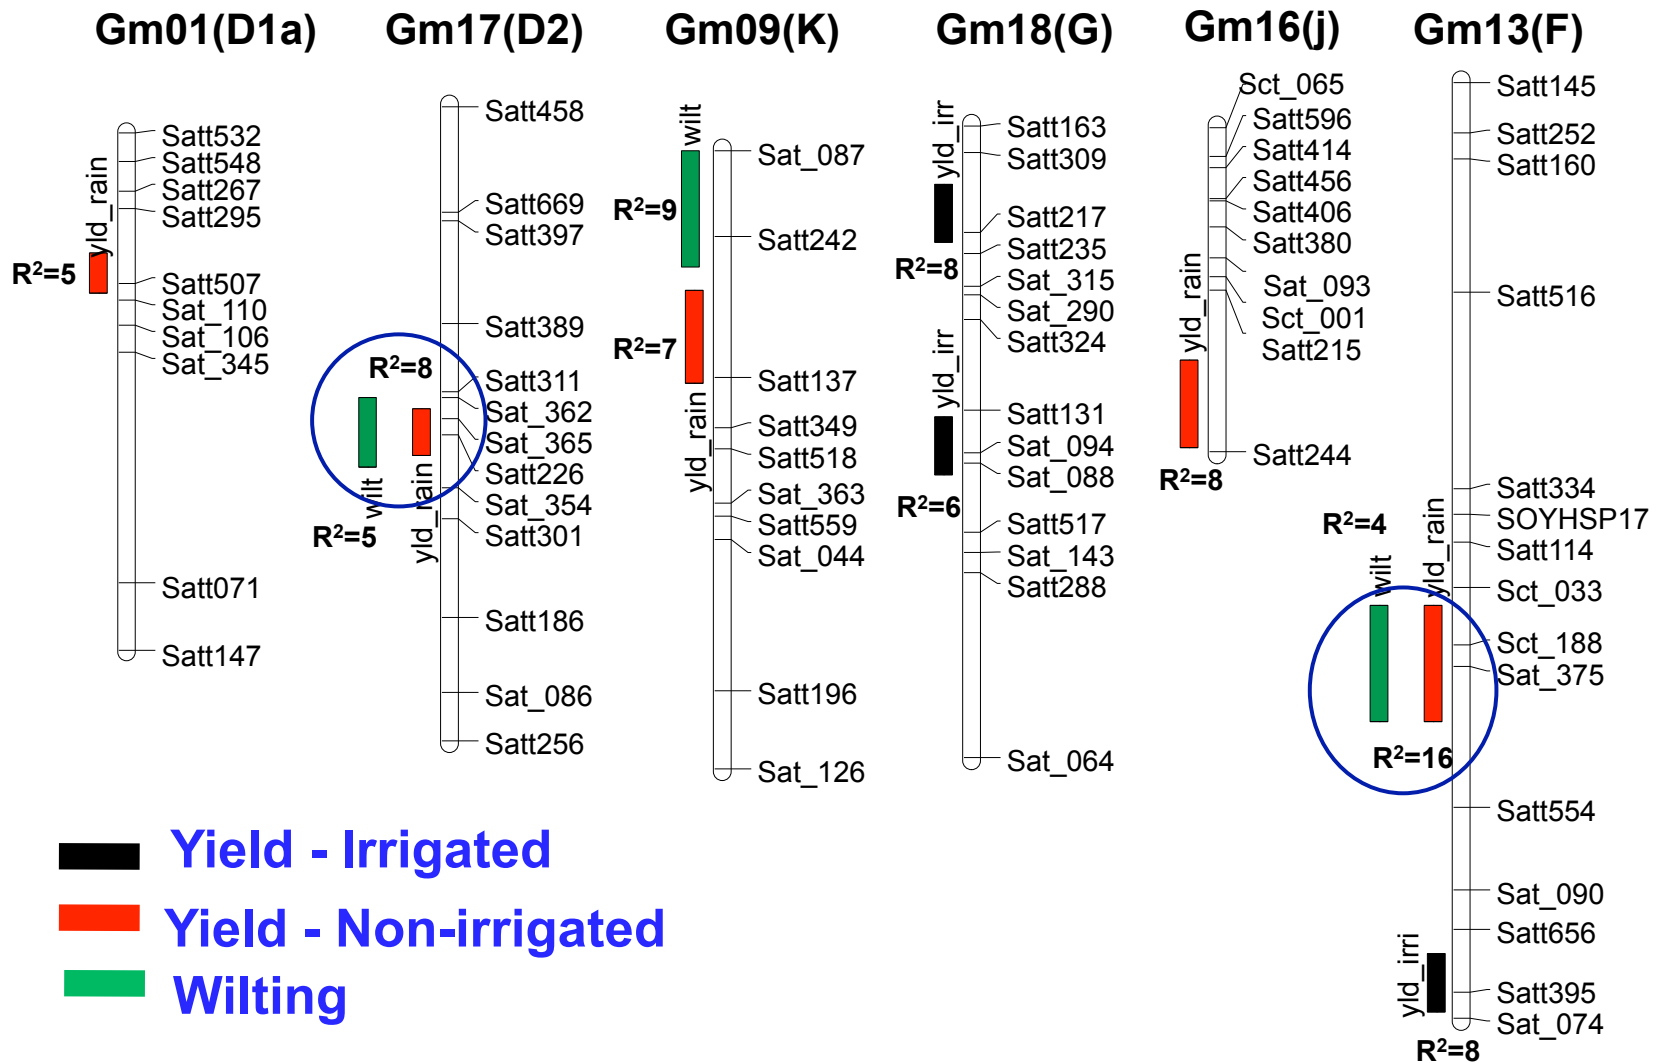 Gm01(D1a)
Satt532
Satt548
Satt267
Satt295
yld_rain
R²=5
Satt507
Sat_110
Sat_106
Sat_345
Satt071
Satt147
Gm17(D2)
Satt458
Satt669
Satt397
Satt389
R²=8
Satt311
Sat_362
Sat_365
Satt226
Sat_354
Satt301
wilt
R²=5
yld_rain
Satt186
Sat_086
Satt256
Gm09(K)
wilt
Sat_087
R²=9
Satt242
R²=7
Satt137
yld_rain
Satt349
Satt518
Sat_363
Satt559
Sat_044
Satt196
Sat_126
Gm18(G)
yld_irr
Satt163
Satt309
Satt217
Satt235
R²=8
Sat_315
Sat_290
Satt324
yld_irr
Satt131
Sat_094
Sat_088
R²=6
Satt517
Sat_143
Satt288
Sat_064
Gm16(j)
Sct_065
Satt596
Satt414
Satt456
Satt406
Satt380
Sat_093
Sct_001
Satt215
yld_rain
Satt244
R²=8
Gm13(F)
Satt145
Satt252
Satt160
Satt516
Satt334
SOYHSP17
Satt114
Sct_033
R²=4
wilt
yld_rain
Sct_188
Sat_375
R²=16
Satt554
Sat_090
Satt656
yld_irri
Satt395
Sat_074
R²=8
Yield - Irrigated
Yield - Non-irrigated
Wilting